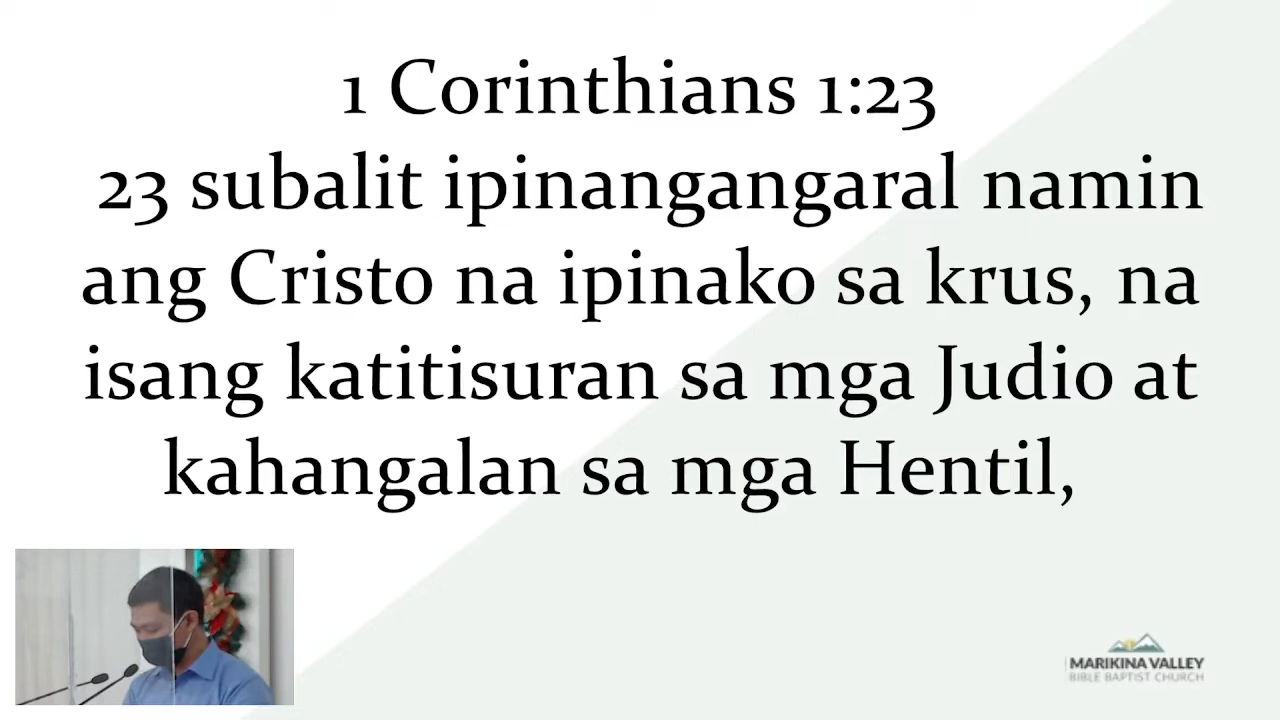 1 Corinthians 1:23
23 subalit ipinangangaral namin
ang Cristo na ipinako sa krus, na
isang katitisuran sa mga Judio at
kahangalan sa mga Hentil,
MARIKINA VALLEY
BIBLE BAPTIST CHURCH